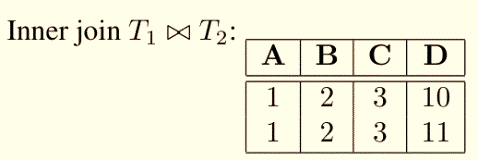 Inner join T₁ ⋈ T₂:
A B C D
1 2 3 10
1 2 3 11